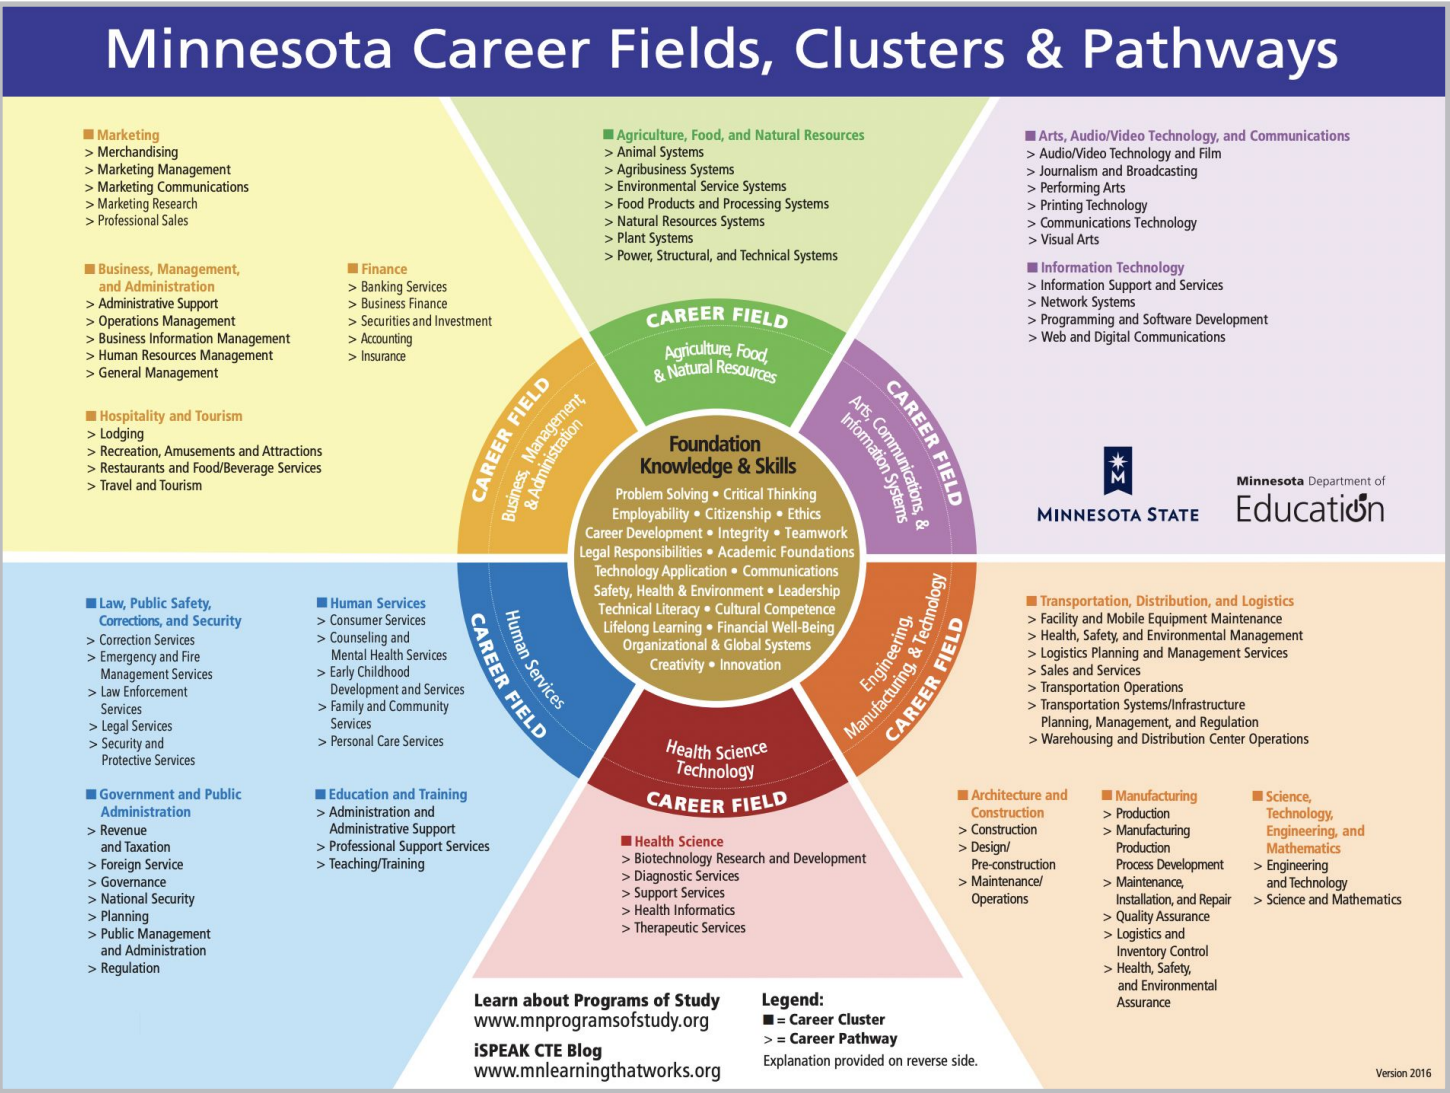 Minnesota Career Fields, Clusters & Pathways
■ Marketing
> Merchandising
> Marketing Management
> Marketing Communications
> Marketing Research
> Professional Sales
■ Business, Management,
and Administration
> Administrative Support
> Operations Management
> Business Information Management
> Human Resources Management
> General Management
■ Finance
> Banking Services
> Business Finance
> Securities and Investment
> Accounting
> Insurance
■ Hospitality and Tourism
> Lodging
> Recreation, Amusements and Attractions
> Restaurants and Food/Beverage Services
> Travel and Tourism
■ Agriculture, Food, and Natural Resources
> Animal Systems
> Agribusiness Systems
> Environmental Service Systems
> Food Products and Processing Systems
> Natural Resources Systems
> Plant Systems
> Power, Structural, and Technical Systems
■ Arts, Audio/Video Technology, and Communications
> Audio/Video Technology and Film
> Journalism and Broadcasting
> Performing Arts
> Printing Technology
> Communications Technology
> Visual Arts
■ Information Technology
> Information Support and Services
> Network Systems
> Programming and Software Development
> Web and Digital Communications
M
MINNESOTA STATE
Minnesota Department of
Education
CAREER FIELD
Agriculture, Food,
& Natural Resources
CAREER FIELD
Business, Management,
& Administration
CAREER FIELD
Arts, Communications, &
Information Systems
Foundation
Knowledge & Skills
Problem Solving • Critical Thinking
Employability • Citizenship • Ethics
Career Development • Integrity • Teamwork
Legal Responsibilities • Academic Foundations
Technology Application • Communications
Safety, Health & Environment • Leadership
Technical Literacy • Cultural Competence
Lifelong Learning • Financial Well-Being
Organizational & Global Systems
Creativity • Innovation
Human Services
CAREER FIELD
Engineering,
Manufacturing, & Technology
CAREER FIELD
Health Science
Technology
CAREER FIELD
■ Law, Public Safety,
Corrections, and Security
> Correction Services
> Emergency and Fire
Management Services
> Law Enforcement
Services
> Legal Services
> Security and
Protective Services
■ Human Services
> Consumer Services
> Counseling and
Mental Health Services
> Early Childhood
Development and Services
> Family and Community
Services
> Personal Care Services
■ Government and Public
Administration
> Revenue
and Taxation
> Foreign Service
> Governance
> National Security
> Planning
> Public Management
and Administration
> Regulation
■ Education and Training
> Administration and
Administrative Support
> Professional Support Services
> Teaching/Training
■ Health Science
> Biotechnology Research and Development
> Diagnostic Services
> Support Services
> Health Informatics
> Therapeutic Services
■ Transportation, Distribution, and Logistics
> Facility and Mobile Equipment Maintenance
> Health, Safety, and Environmental Management
> Logistics Planning and Management Services
> Sales and Services
> Transportation Operations
> Transportation Systems/Infrastructure
Planning, Management, and Regulation
> Warehousing and Distribution Center Operations
■ Architecture and
Construction
> Construction
> Design/
Pre-construction
> Maintenance/
Operations
■ Manufacturing
> Production
> Manufacturing
Production
Process Development
> Maintenance,
Installation, and Repair
> Quality Assurance
> Logistics and
Inventory Control
> Health, Safety,
and Environmental
Assurance
■ Science,
Technology,
Engineering, and
Mathematics
> Engineering
and Technology
> Science and Mathematics
Learn about Programs of Study
www.mnprogramsofstudy.org
iSPEAK CTE Blog
www.mnlearningthatworks.org
Legend:
■ = Career Cluster
> = Career Pathway
Explanation provided on reverse side.
Version 2016